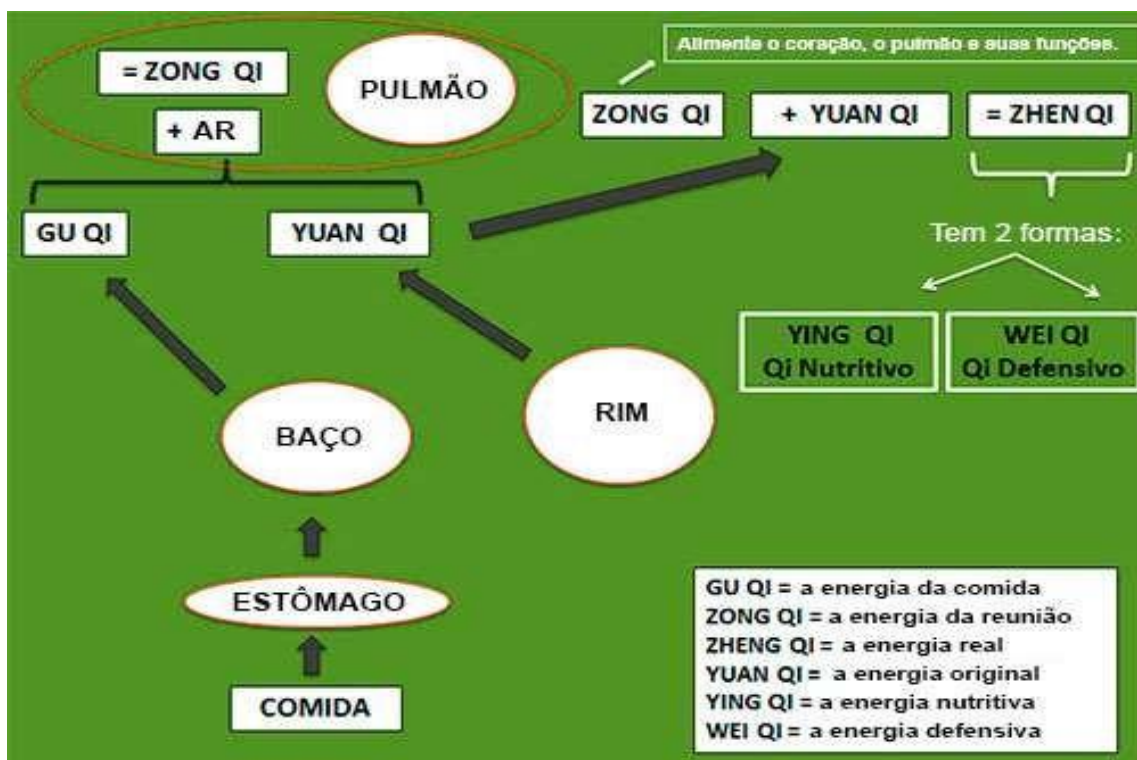 = ZONG QI
PULMÃO
+ AR
Alimente o coração, o pulmão e suas funções.
ZONG QI
+ YUAN QI
= ZHEN QI
GU QI
YUAN QI
Tem 2 formas:
YING QI
Qi Nutritivo
WEI QI
Qi Defensivo
BAÇO
RIM
ESTÔMAGO
COMIDA
GU QI = a energia da comida
ZONG QI = a energia da reunião
ZHENG QI = a energia real
YUAN QI = a energia original
YING QI = a energia nutritiva
WEI QI = a energia defensiva